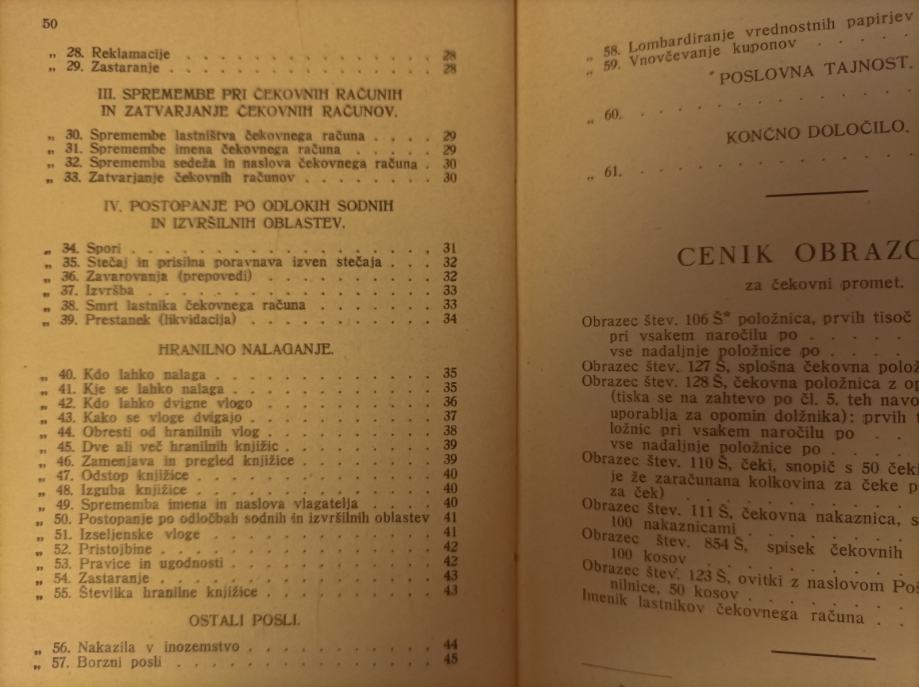 50
„ 28. Reklamacije . . . . . . . . . . . . . . . 28
„ 29. Zastaranje . . . . . . . . . . . . . . . . 28
III. SPREMEMBE PRI ČEKOVNIH RAČUNIH
IN ZATVARJANJE ČEKOVNIH RAČUNOV.
„ 30. Spremembe lastništva čekovnega računa . . . . 29
„ 31. Spremembe imena čekovnega računa . . . . . 29
„ 32. Sprememba sedeža in naslova čekovnega računa . 30
„ 33. Zatvarjanje čekovnih računov . . . . . . . . 30
IV. POSTOPANJE PO ODLOKIH SODNIH
IN IZVRŠILNIH OBLASTEV.
„ 34. Spori . . . . . . . . . . . . . . . . . 31
„ 35. Stečaj in prisilna poravnava izven stečaja . . . 32
„ 36. Zavarovanja (prepovedi) . . . . . . . . . . 32
„ 37. Izvršba . . . . . . . . . . . . . . . . 33
„ 38. Smrt lastnika čekovnega računa . . . . . . . 33
„ 39. Prestanek (likvidacija) . . . . . . . . . . 34
HRANILNO NALAGANJE.
„ 40. Kdo lahko nalaga . . . . . . . . . . . . 35
„ 41. Kje se lahko nalaga . . . . . . . . . . . 35
„ 42. Kdo lahko dvigne vlogo . . . . . . . . . . 36
„ 43. Kako se vloge dvigajo . . . . . . . . . . 37
„ 44. Obresti od hranilnih vlog . . . . . . . . . 38
„ 45. Dve ali več hranilnih knjižic . . . . . . . . 39
„ 46. Zamenjava in pregled knjižice . . . . . . . . 39
„ 47. Odstop knjižice . . . . . . . . . . . . . 40
„ 48. Izguba knjižice . . . . . . . . . . . . . 40
„ 49. Sprememba imena in naslova vlagatelja . . . . 40
„ 50. Postopanje po odločbah sodnih in izvršilnih oblastev 41
„ 51. Izseljenske vloge . . . . . . . . . . . . 41
„ 52. Pristojbine . . . . . . . . . . . . . . . 42
„ 53. Pravice in ugodnosti . . . . . . . . . . . 42
„ 54. Zastaranje . . . . . . . . . . . . . . . 43
„ 55. Številka hranilne knjižice . . . . . . . . . 43
OSTALI POSLI.
„ 56. Nakazila v inozemstvo . . . . . . . . . . 44
„ 57. Borzni posli . . . . . . . . . . . . . . 45
„ 58. Lombardiranje vrednostnih papirjev
„ 59. Vnovčevanje kuponov . . . .
POSLOVNA TAJNOST.
„ 60. . . . . . . . . . . .
KONČNO DOLOČILO.
„ 61. . . . . . . . . . . .
CENIK OBRAZC
za čekovni promet.
Obrazec štev. 106 Š* položnica, prvih tisoč
pri vsakem naročilu po . . . .
vse nadaljnje položnice po . . . .
Obrazec štev. 127 Š, splošna čekovna polož
Obrazec štev. 128 Š, čekovna položnica z op
(tiska se na zahtevo po čl. 5. teh navo
uporablja za opomin dolžnika): prvih t
ložnic pri vsakem naročilu po . . .
vse nadaljnje položnice po . . . .
Obrazec štev. 110 Š, čeki, snopič s 50 čeki
je že zaračunana kolkovina za čeke p
za ček) . . . . . . . .
Obrazec štev. 111 Š, čekovna nakaznica, s
100 nakaznicami . . . . . .
Obrazec štev. 854 Š, spisek čekovnih
100 kosov . . . . . . .
Obrazec štev. 123 Š, ovitki z naslovom Poš
nilnice, 50 kosov . . . . . .
Imenik lastnikov čekovnega računa . .